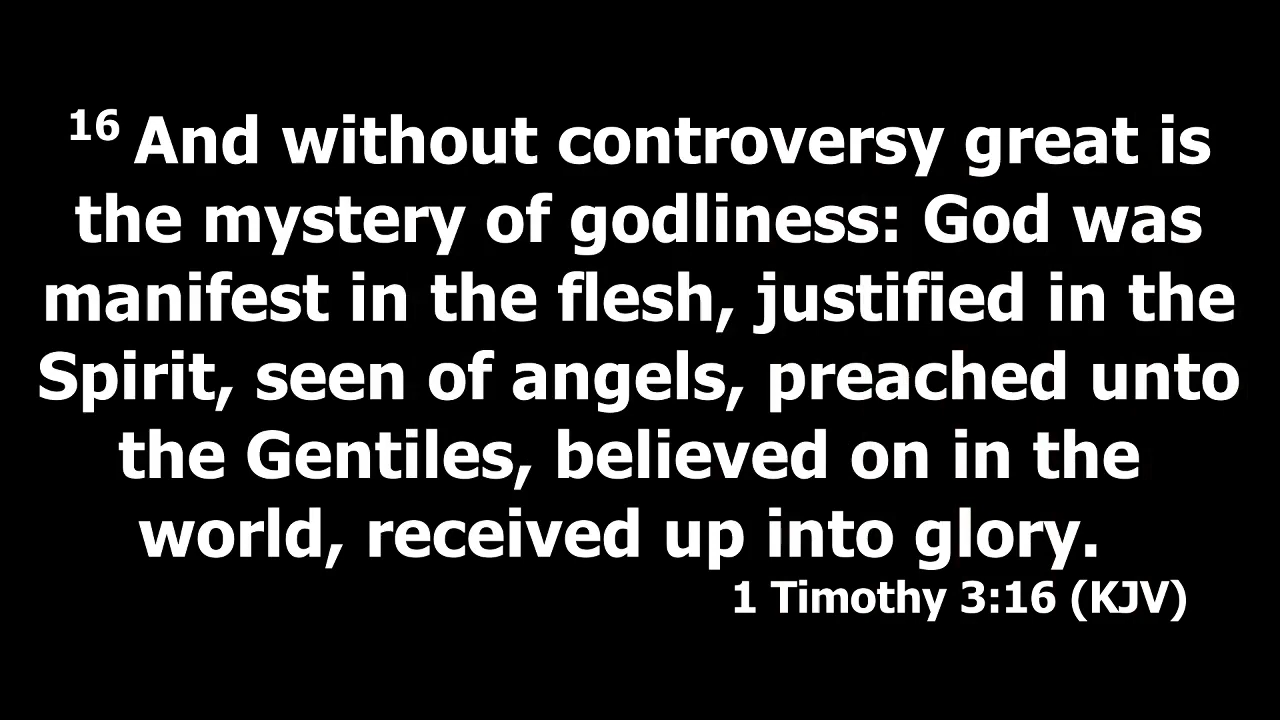 16 And without controversy great is
the mystery of godliness: God was
manifest in the flesh, justified in the
Spirit, seen of angels, preached unto
the Gentiles, believed on in the
world, received up into glory.
1 Timothy 3:16 (KJV)